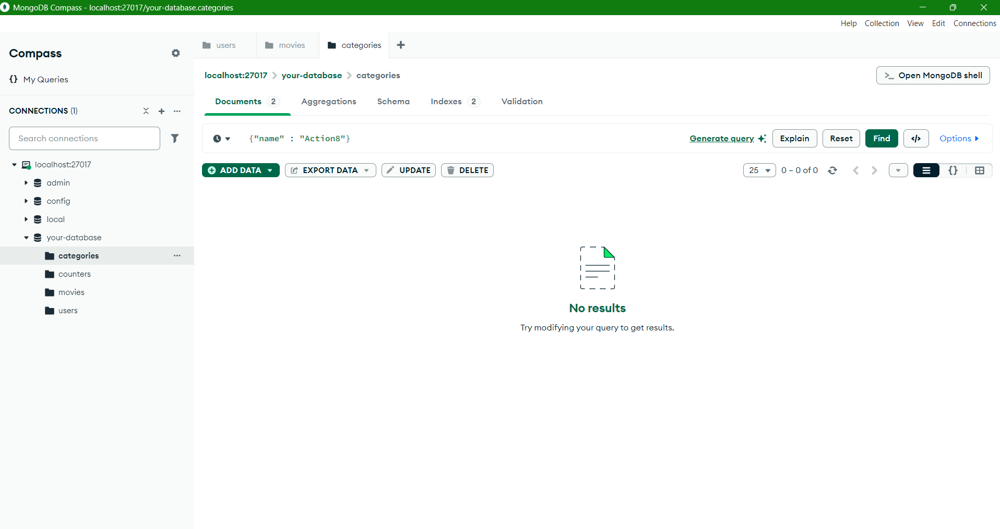 MongoDB Compass - localhost:27017/your-database.categories
Help Collection View Edit Connections
Compass
{} My Queries
CONNECTIONS (1)
Search connections
localhost:27017
admin
config
local
your-database
categories
counters
movies
users
users movies categories
localhost:27017 > your-database > categories
>_ Open MongoDB shell
Documents 2 Aggregations Schema Indexes 2 Validation
{"name" : "Action8"}
Generate query Explain Reset Find </> Options
ADD DATA EXPORT DATA UPDATE DELETE
25 0 – 0 of 0 {}
No results
Try modifying your query to get results.